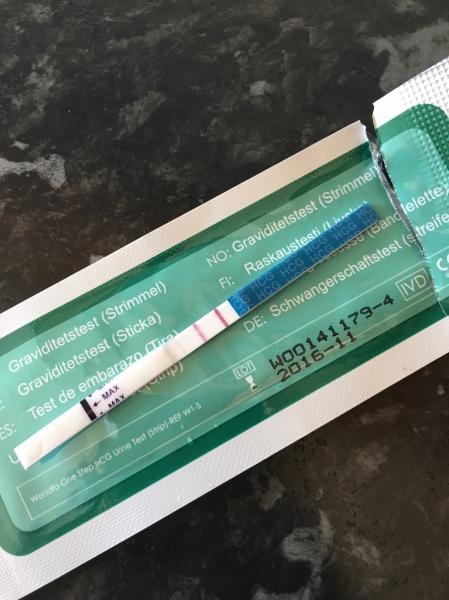 NO: Graviditetstest (Strimmel)
FI: Raskaustesti
DE: Schwangerschaftstest
IVD
Graviditetstest (Strimmel)
Graviditetstest (Sticka)
ES: Test de embarazo (Tira)
HCG HCG HCG HCG
MAX
MAX
LOT W00141179-4
2016-11
Wondfo One Step HCG Urine Test (Strip) REF W1-S